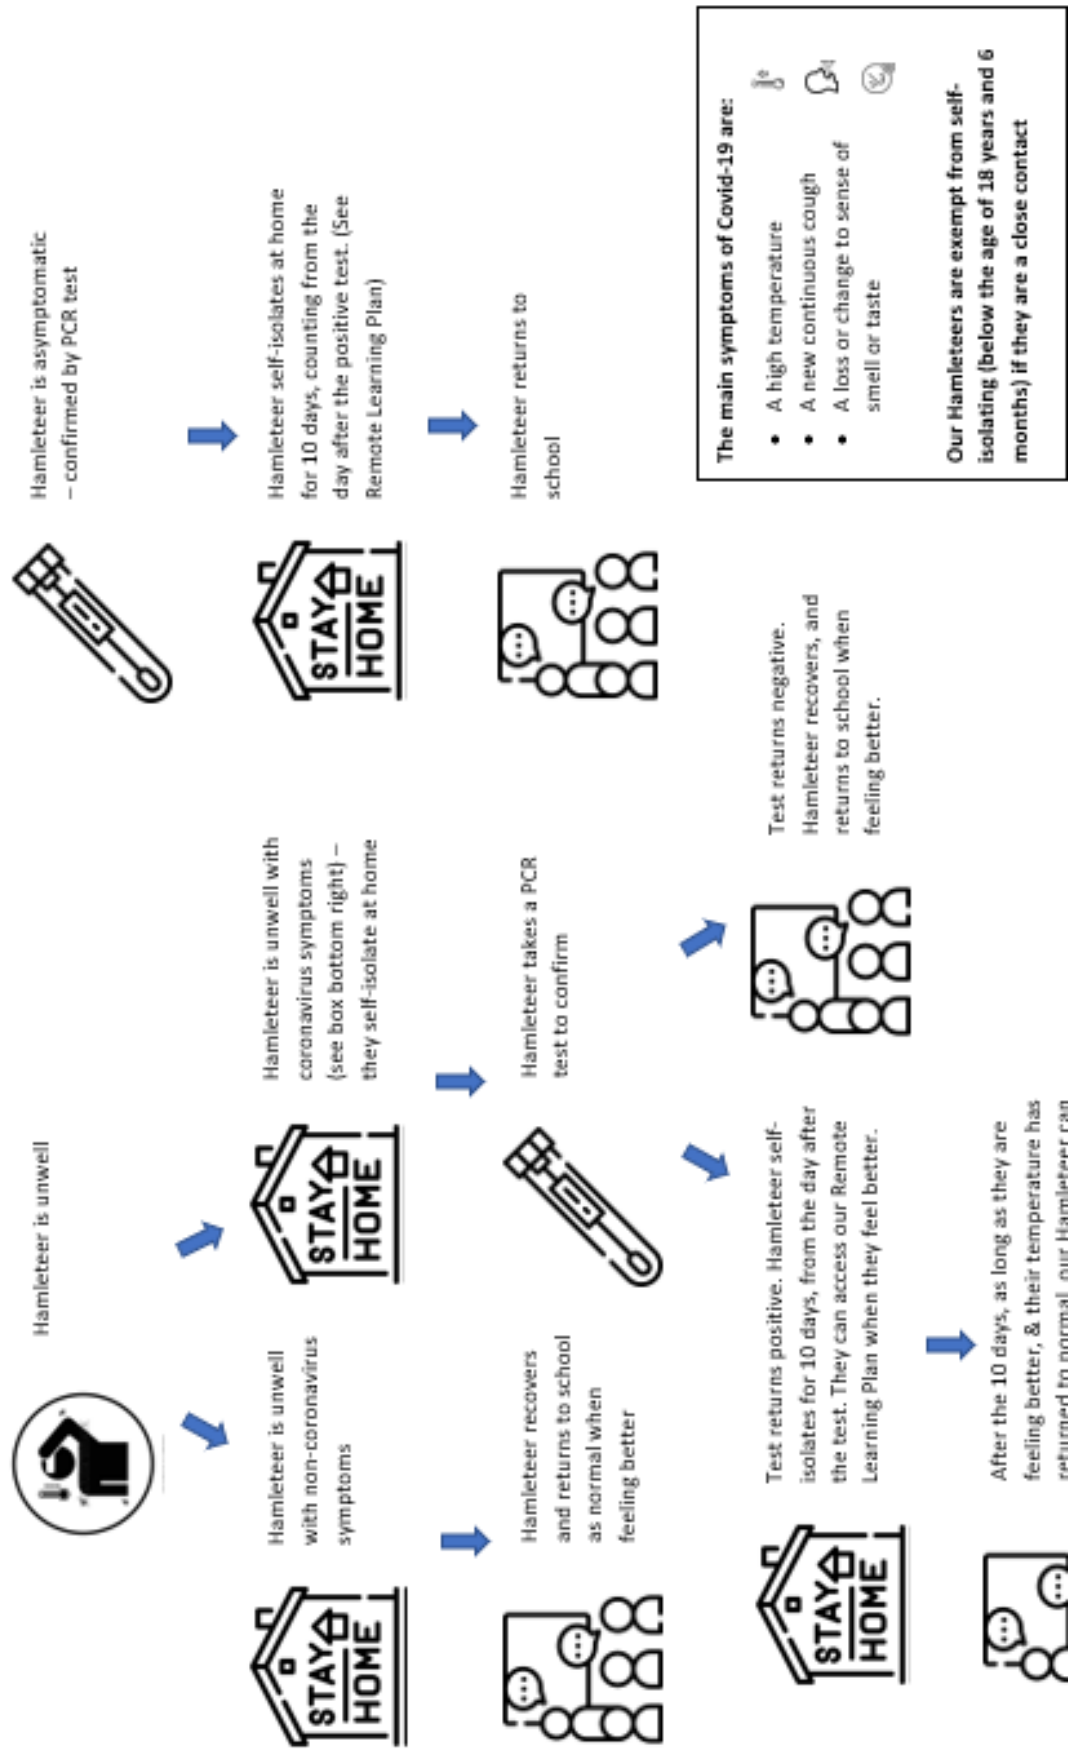 Hamleteer is unwell
Hamleteer is unwell
with non-coronavirus
symptoms
STAY
HOME
Hamleteer recovers
and returns to school
as normal when
feeling better
Hamleteer is unwell with
coronavirus symptoms
(see box bottom right) –
they self-isolate at home
STAY
HOME
Hamleteer takes a PCR
test to confirm
Test returns positive. Hamleteer self-
isolates for 10 days, from the day after
the test. They can access our Remote
Learning Plan when they feel better.
STAY
HOME
After the 10 days, as long as they are
feeling better, & their temperature has
returned to normal, our Hamleteer can
Test returns negative.
Hamleteer recovers, and
returns to school when
feeling better.
Hamleteer is asymptomatic
– confirmed by PCR test
Hamleteer self-isolates at home
for 10 days, counting from the
day after the positive test. (See
Remote Learning Plan)
STAY
HOME
Hamleteer returns to
school
The main symptoms of Covid-19 are:
• A high temperature
• A new continuous cough
• A loss or change to sense of
smell or taste
Our Hamleteers are exempt from self-
isolating (below the age of 18 years and 6
months) if they are a close contact